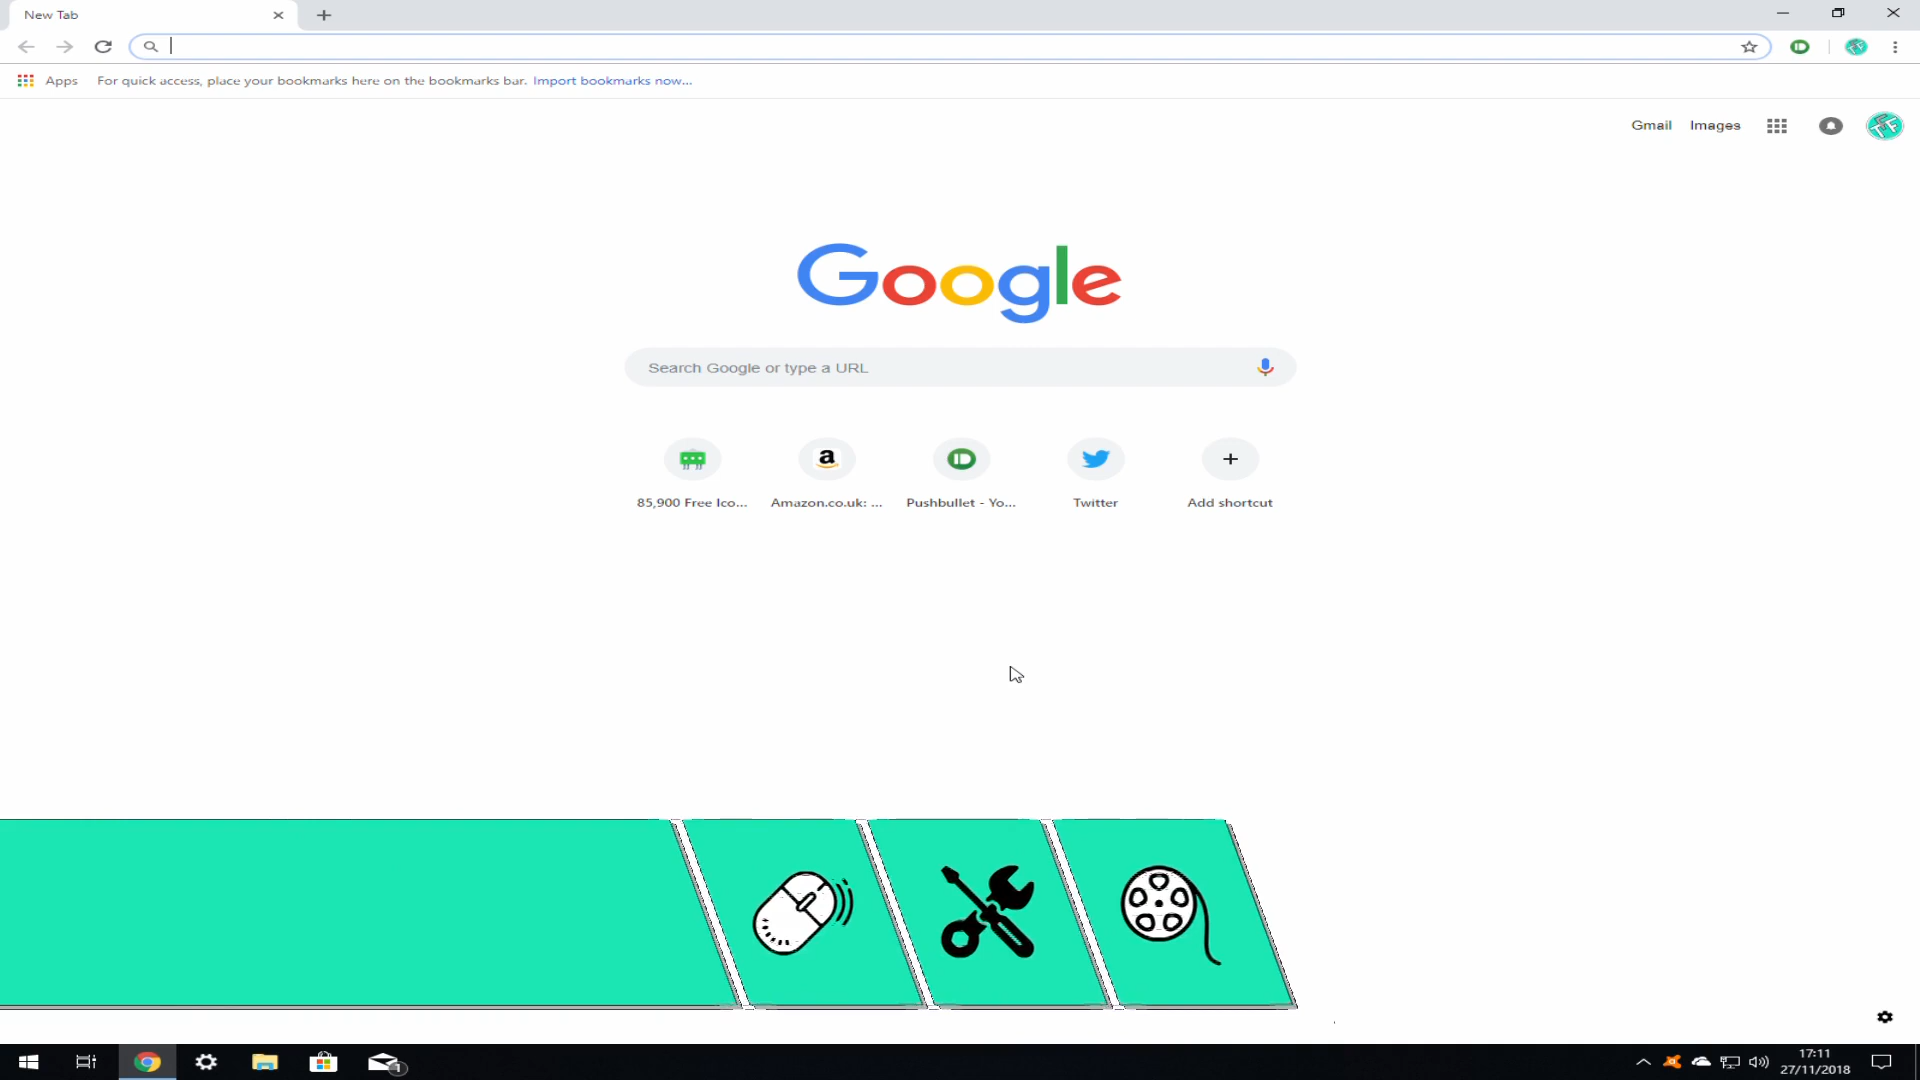 New Tab
Apps For quick access, place your bookmarks here on the bookmarks bar. Import bookmarks now...
Gmail Images
Google
Search Google or type a URL
85,900 Free Ico... Amazon.co.uk: ... Pushbullet - Yo... Twitter Add shortcut
1
17:11
27/11/2018